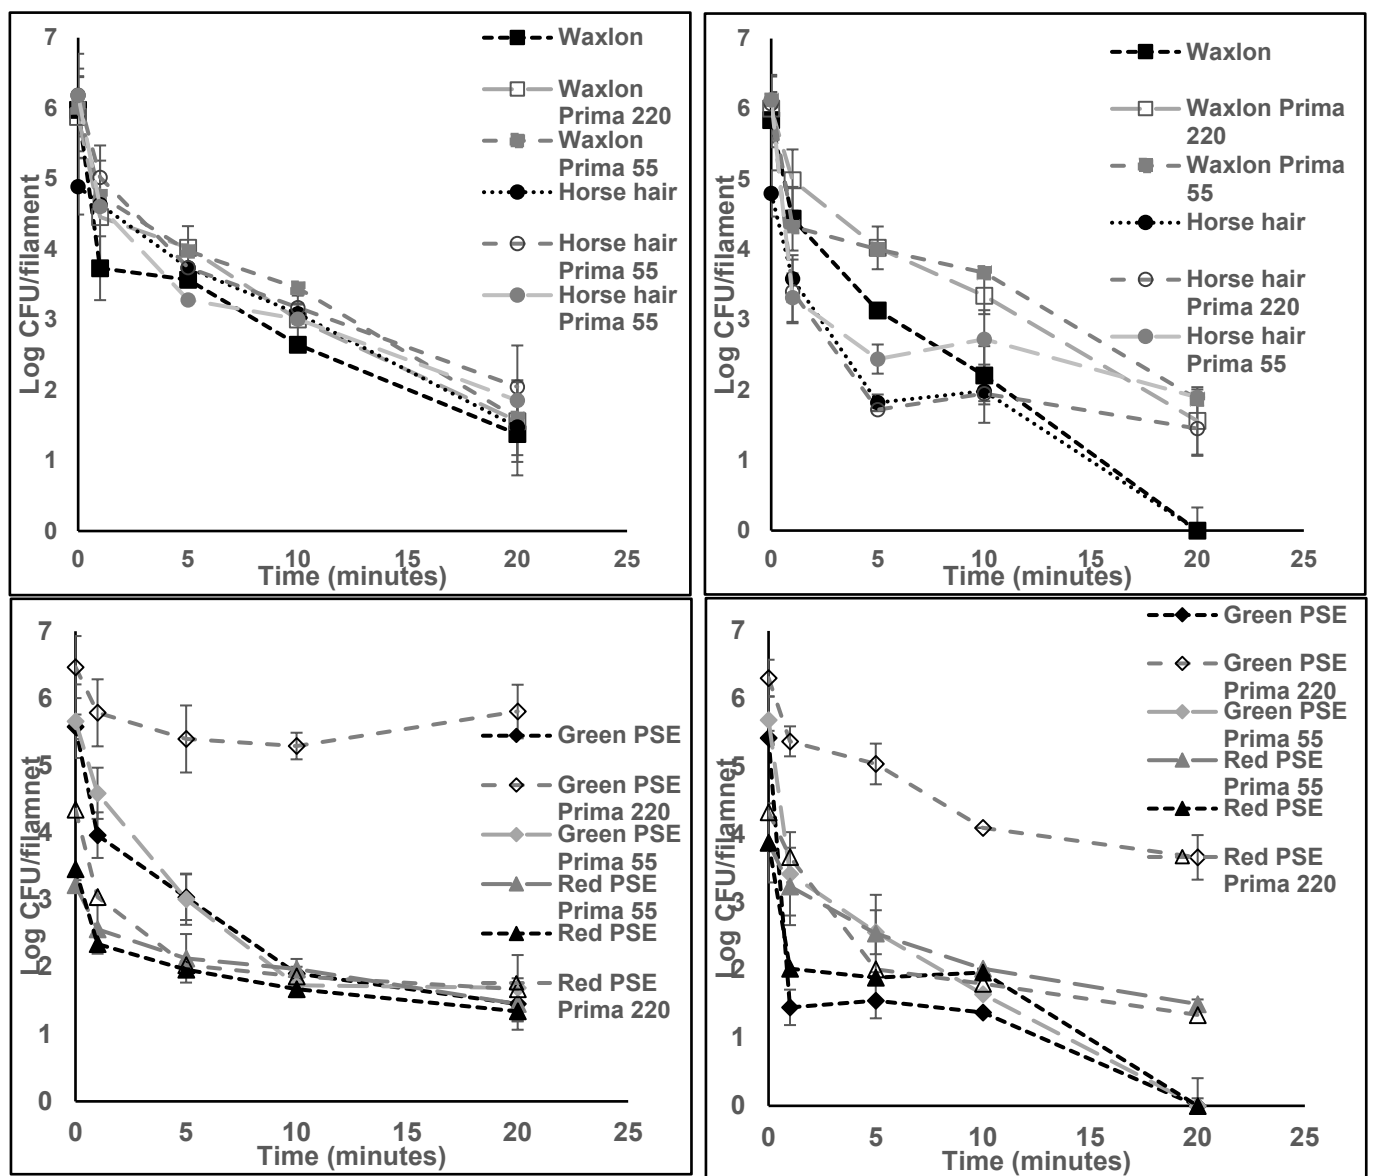 7
6
5
4
3
2
1
0
Log CFU/filament
0 5 10 15 20 25
Time (minutes)
Waxlon
Waxlon
Prima 220
Waxlon
Prima 55
Horse hair
Horse hair
Prima 55
Horse hair
Prima 55
7
6
5
4
3
2
1
0
Log CFU/filament
0 5 10 15 20 25
Time (minutes)
Waxlon
Waxlon Prima
220
Waxlon Prima
55
Horse hair
Horse hair
Prima 220
Horse hair
Prima 55
7
6
5
4
3
2
1
0
Log CFU/filamnet
0 5 10 15 20 25
Time (minutes)
Green PSE
Green PSE
Prima 220
Green PSE
Prima 55
Red PSE
Prima 55
Red PSE
Red PSE
Prima 220
7
6
5
4
3
2
1
0
Log CFU/filamnet
0 5 10 15 20 25
Time (minutes)
Green PSE
Green PSE
Prima 220
Green PSE
Prima 55
Red PSE
Prima 55
Red PSE
Red PSE
Prima 220